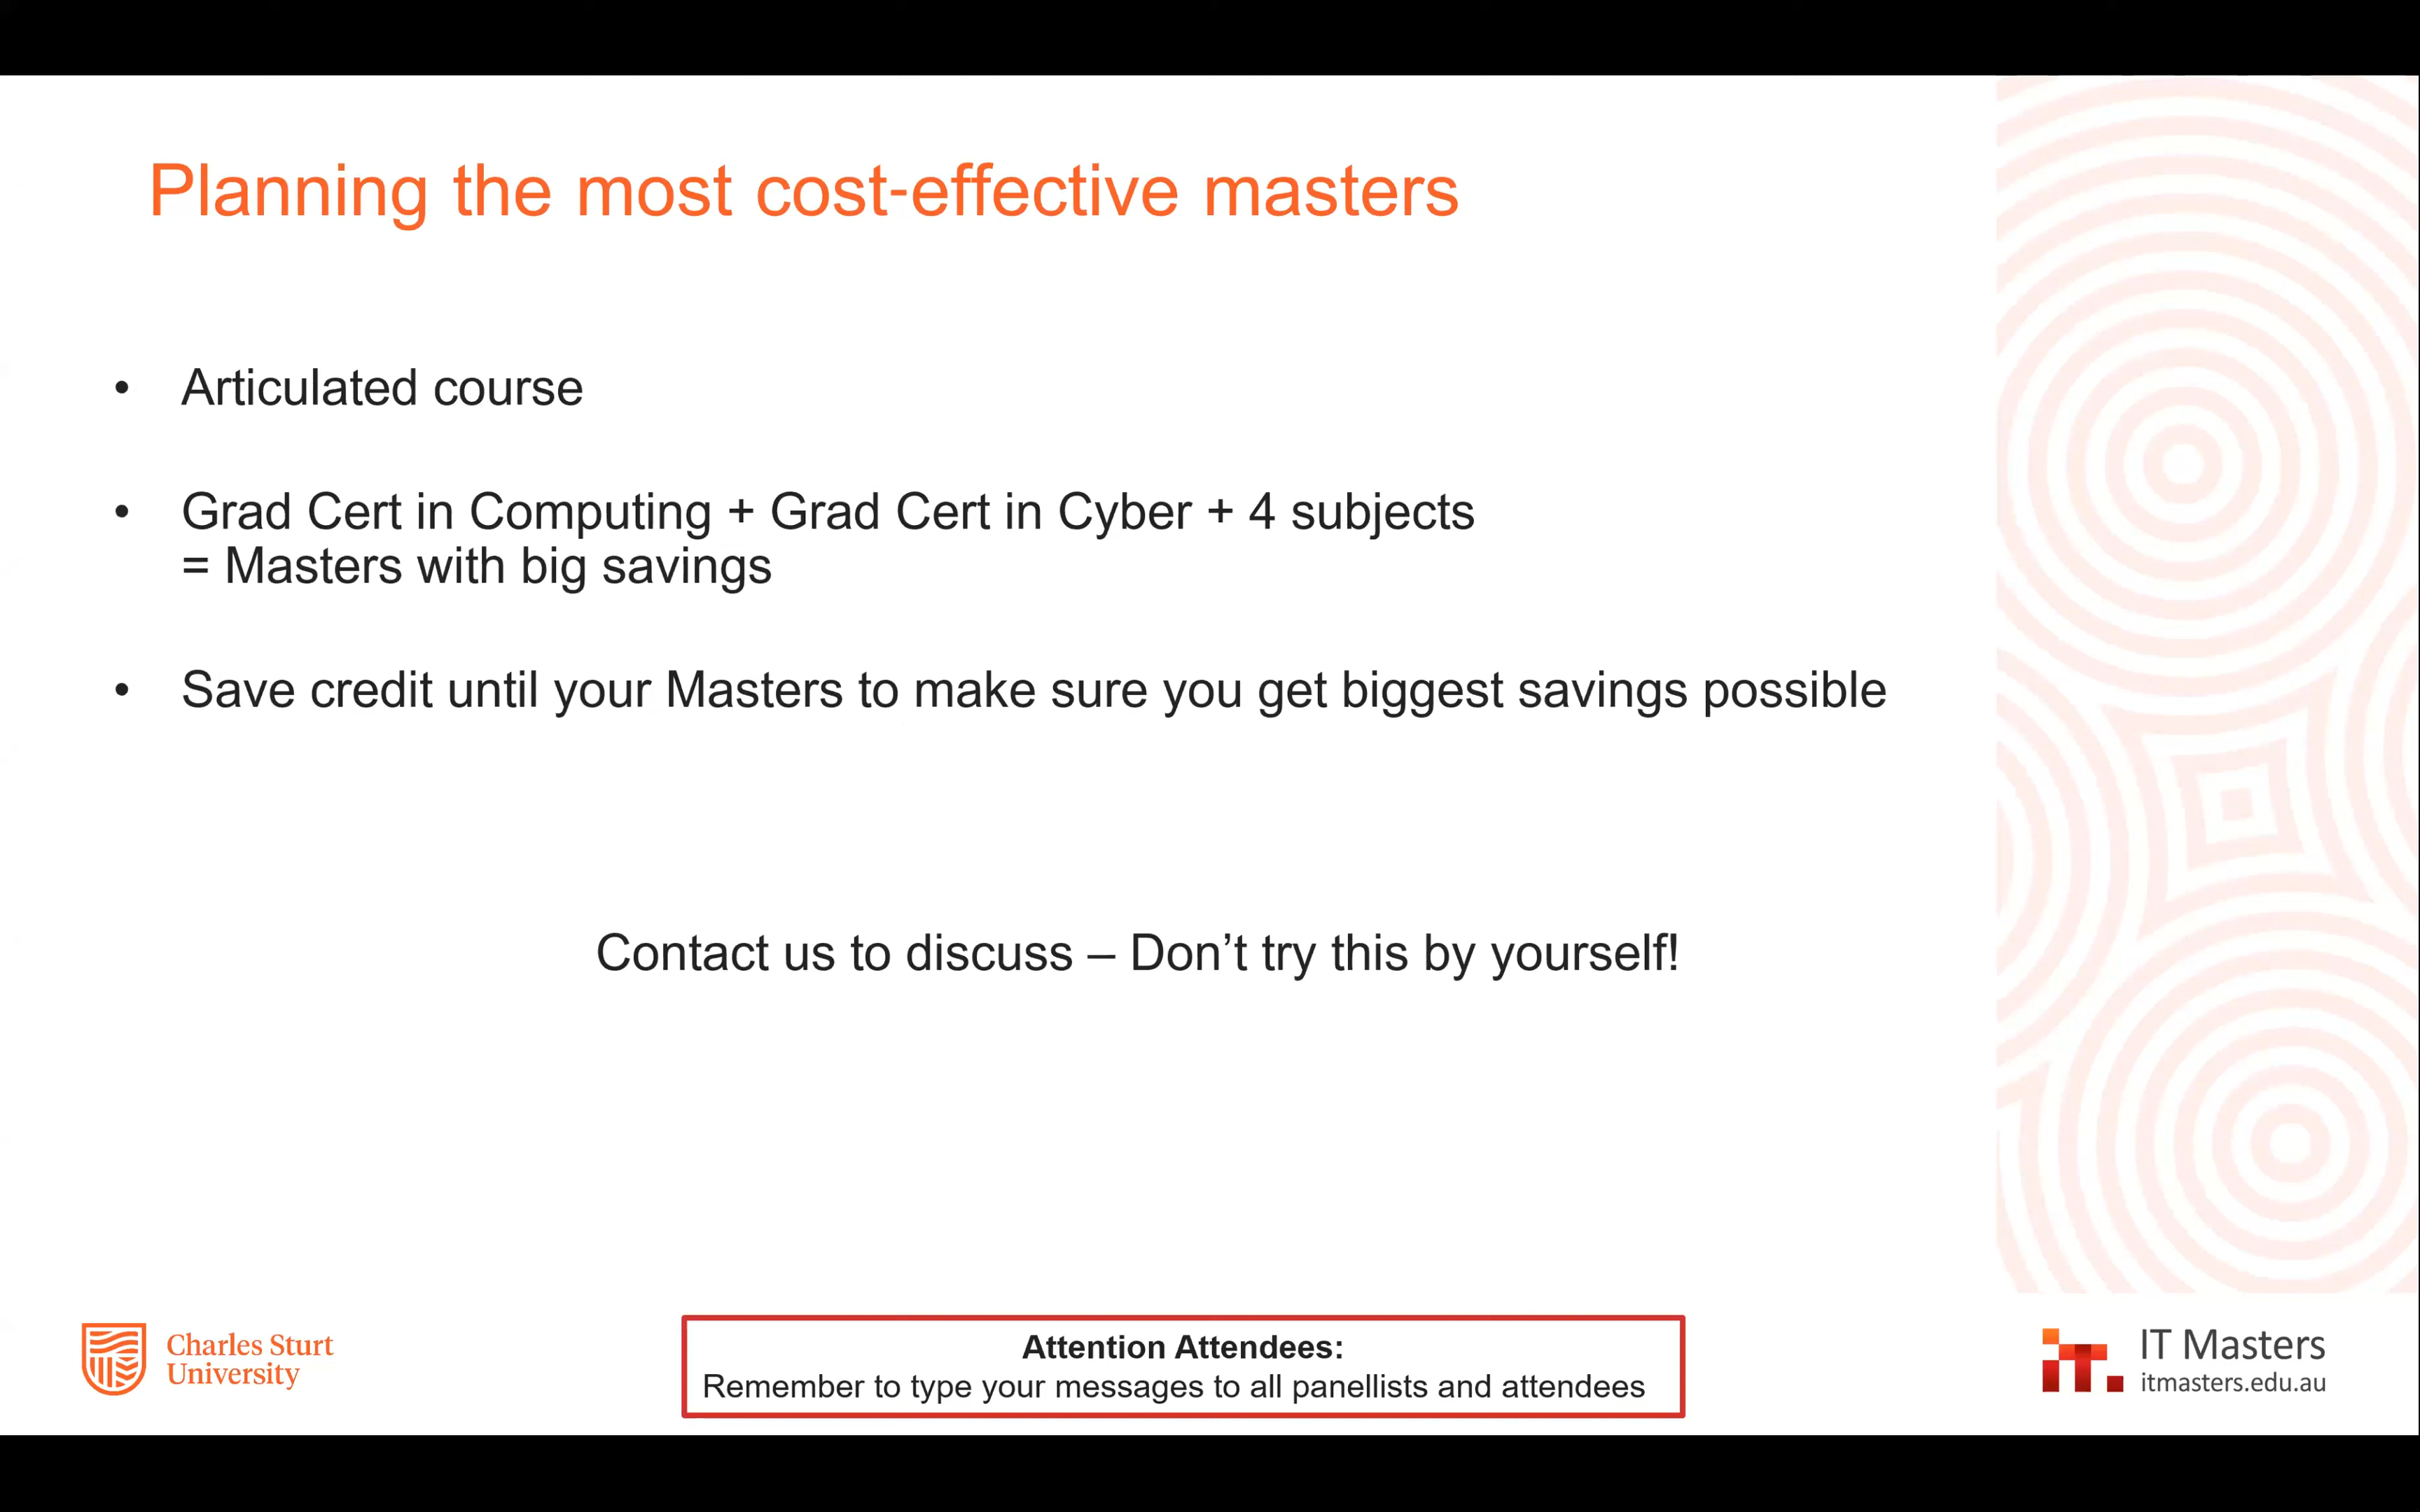 Planning the most cost-effective masters
• Articulated course
• Grad Cert in Computing + Grad Cert in Cyber + 4 subjects
= Masters with big savings
• Save credit until your Masters to make sure you get biggest savings possible
Contact us to discuss – Don’t try this by yourself!
Charles Sturt
University
Attention Attendees:
Remember to type your messages to all panellists and attendees
it.
IT Masters
itmasters.edu.au